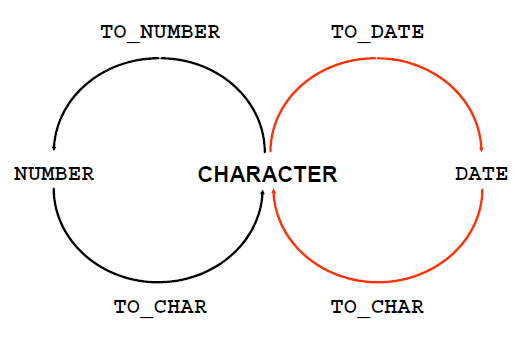 TO_NUMBER TO_DATE
NUMBER CHARACTER DATE
TO_CHAR TO_CHAR